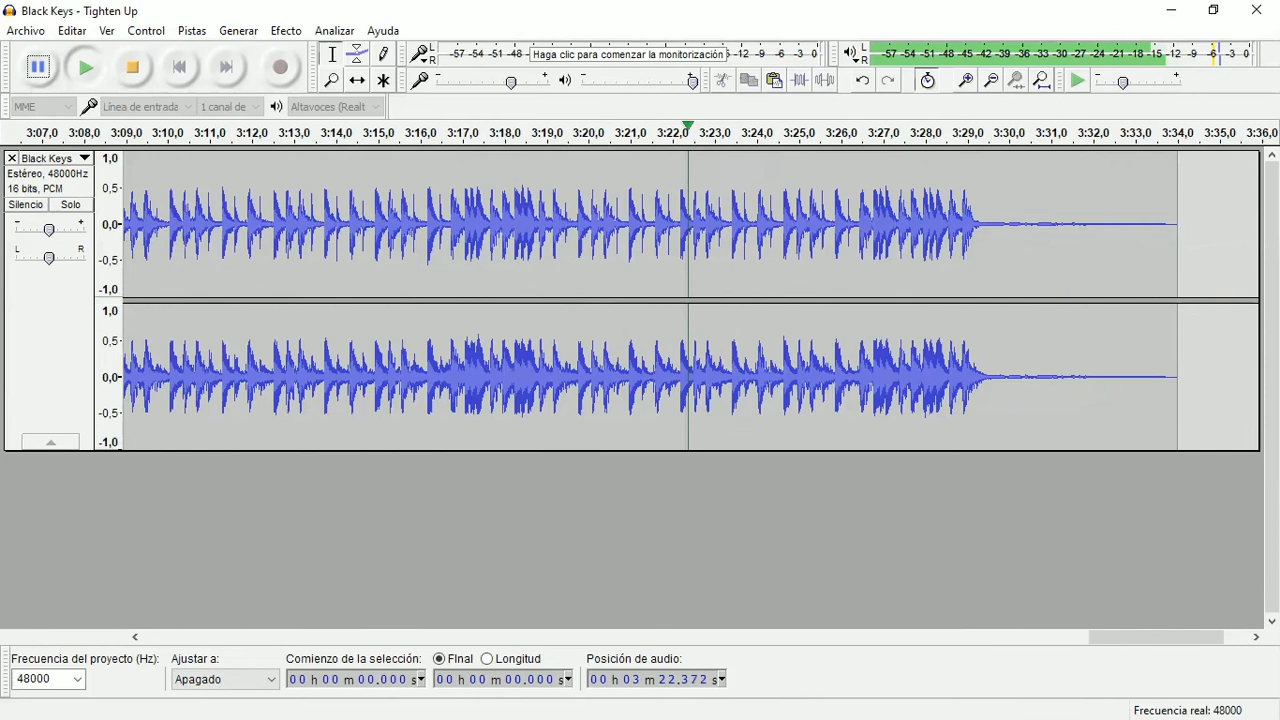 Black Keys - Tighten Up
Archivo Editar Ver Control Pistas Generar Efecto Analizar Ayuda
L R -57 -54 -51 -48 Haga clic para comenzar la monitorización -12 -9 -6 -3 0
L R -57 -54 -51 -48 -45 -42 -39 -36 -33 -30 -27 -24 -21 -18 -15 -12 -9 -6 -3 0
- + - + - +
MME Línea de entrada 1 canal de Altavoces (Realt
3:07,0 3:08,0 3:09,0 3:10,0 3:11,0 3:12,0 3:13,0 3:14,0 3:15,0 3:16,0 3:17,0 3:18,0 3:19,0 3:20,0 3:21,0 3:22,0 3:23,0 3:24,0 3:25,0 3:26,0 3:27,0 3:28,0 3:29,0 3:30,0 3:31,0 3:32,0 3:33,0 3:34,0 3:35,0 3:36,0
Black Keys
Estéreo, 48000Hz
16 bits, PCM
Silencio Solo
- +
L R
1,0
0,5
0,0
-0,5
-1,0
1,0
0,5
0,0
-0,5
-1,0
Frecuencia del proyecto (Hz): Ajustar a: Comienzo de la selección: FInal Longitud Posición de audio:
48000 Apagado 00 h 00 m 00.000 s 00 h 00 m 00.000 s 00 h 03 m 22.372 s
Frecuencia real: 48000